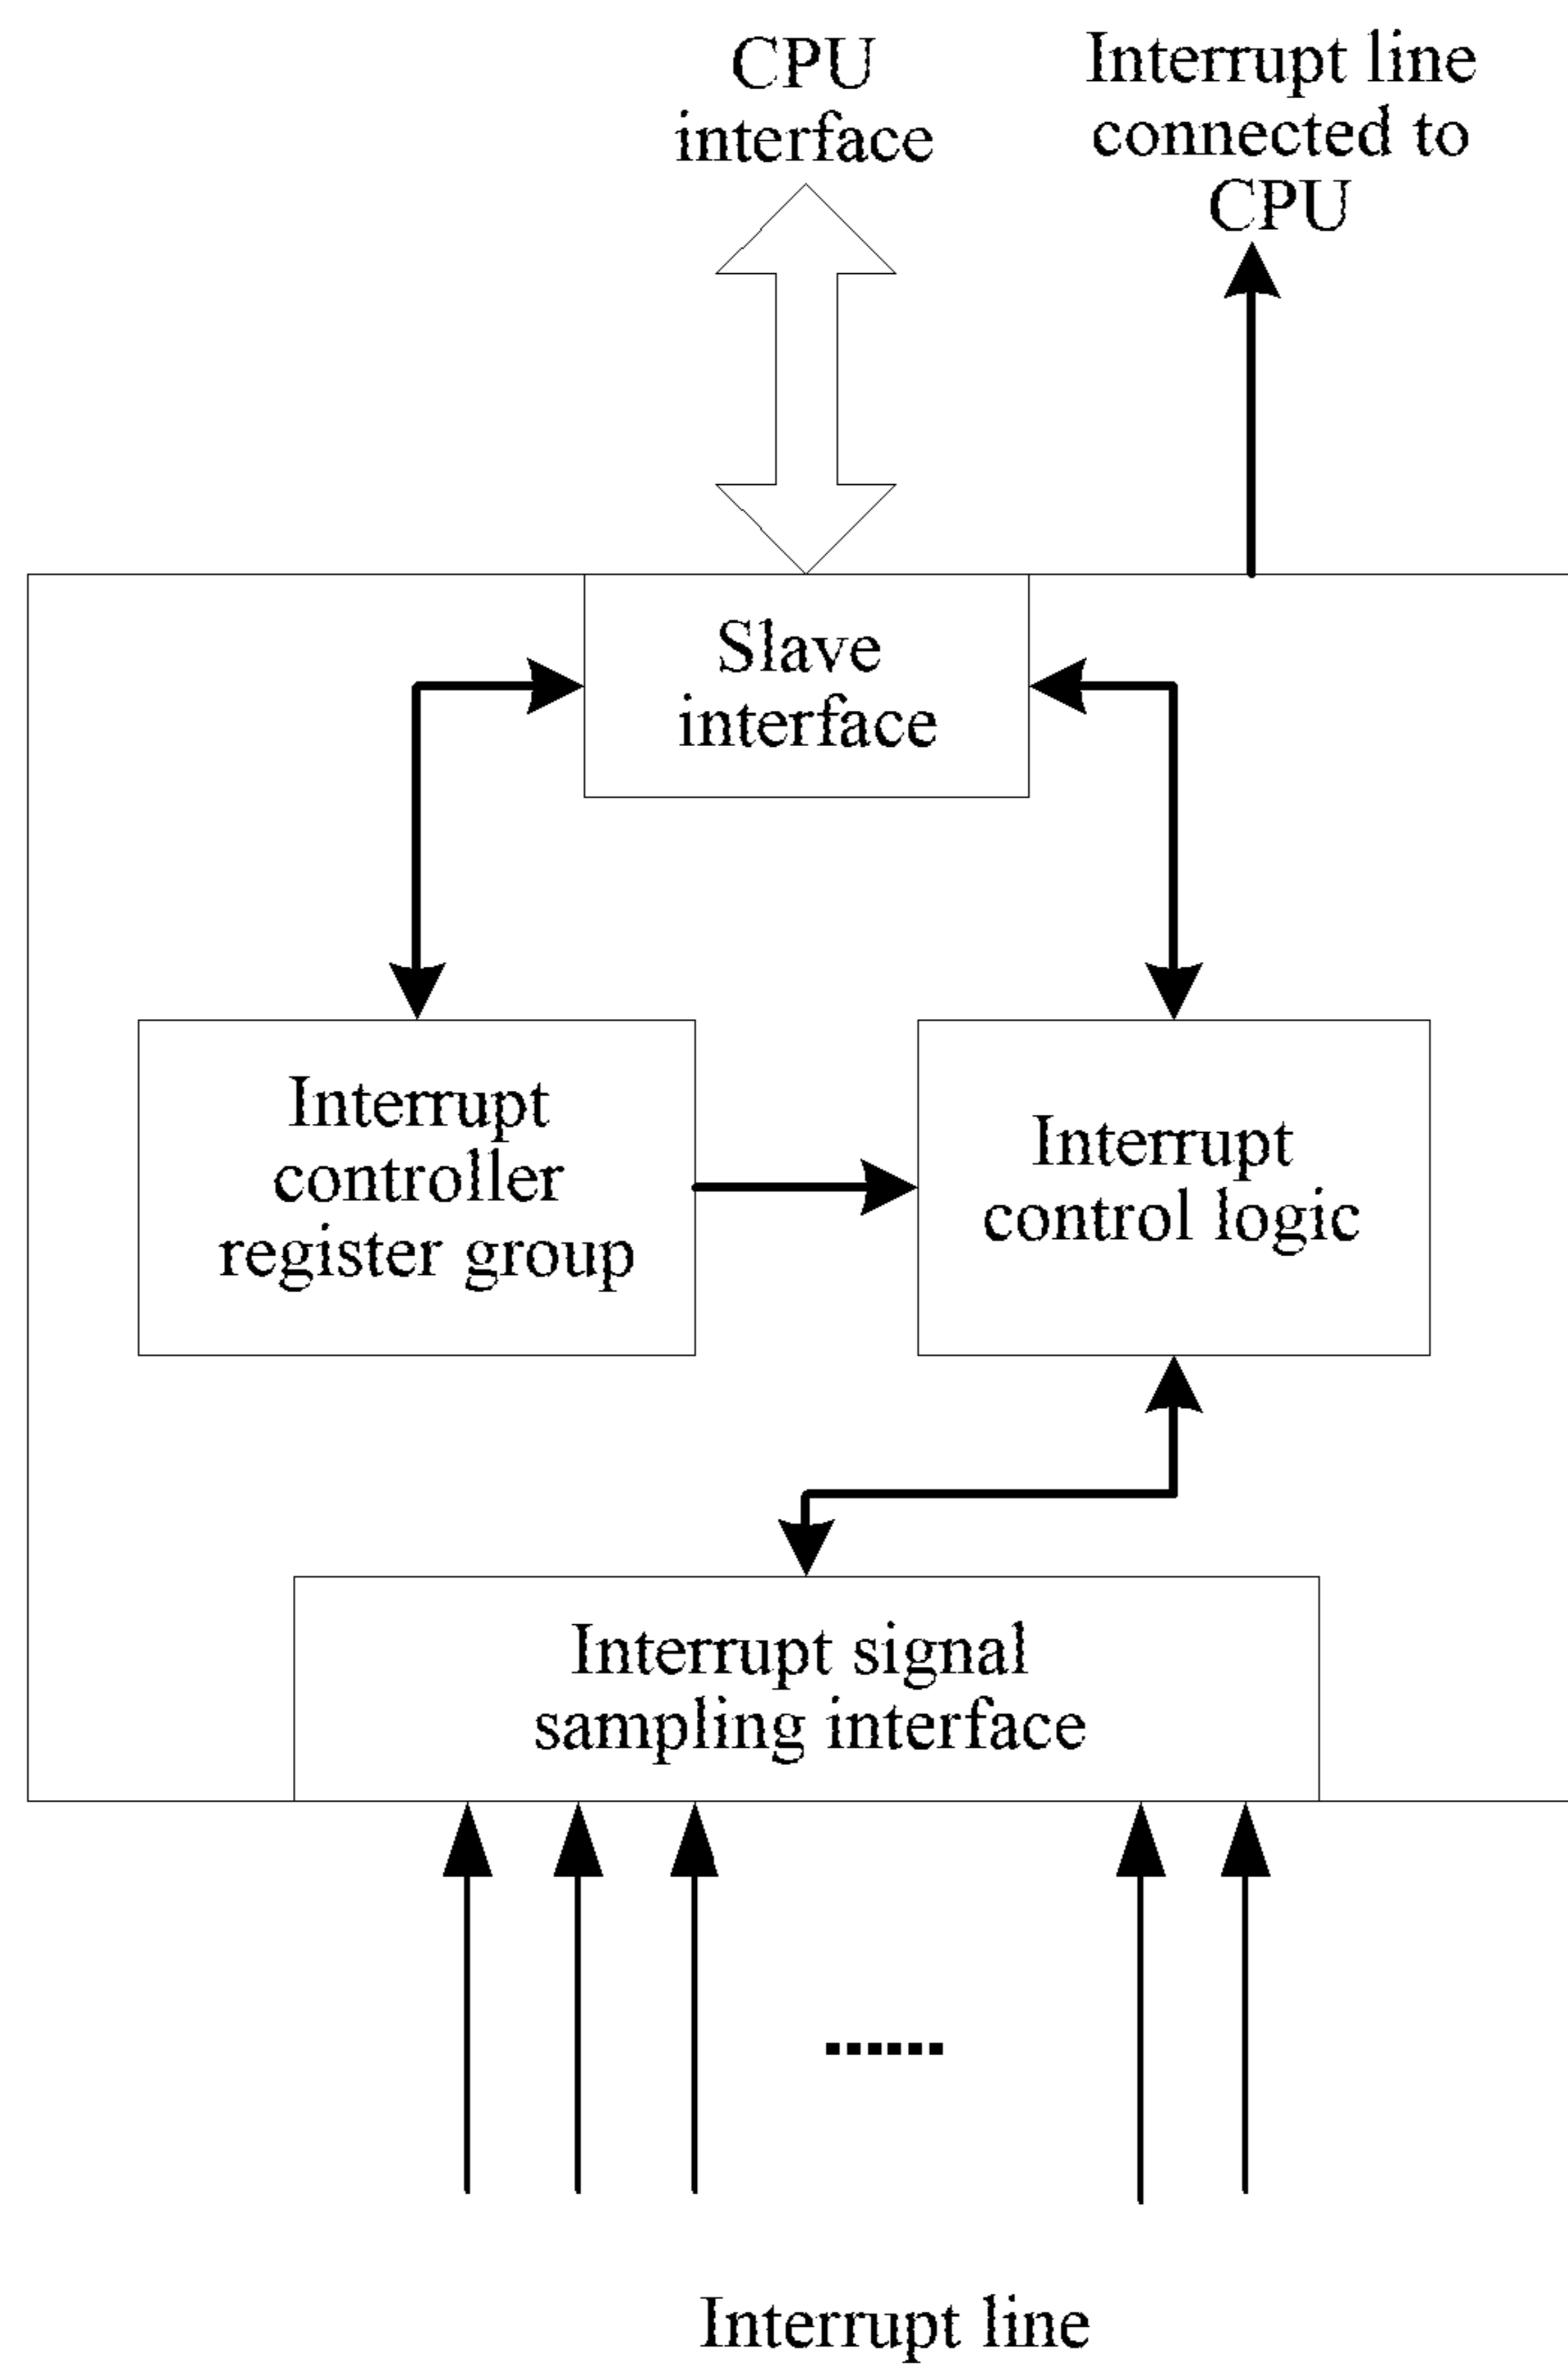 CPU
interface
Interrupt line
connected to
CPU
Slave
interface
Interrupt
controller
register group
Interrupt
control logic
Interrupt signal
sampling interface
......
Interrupt line